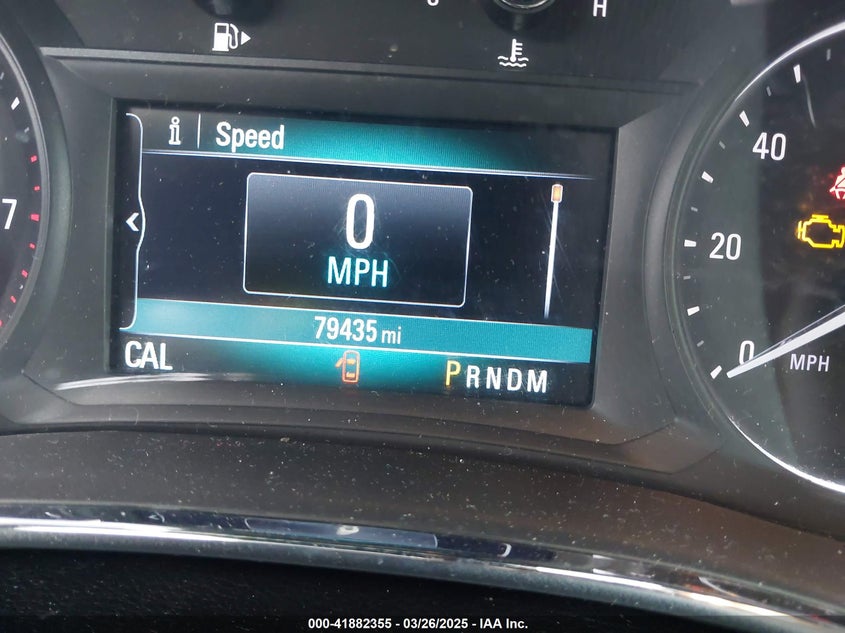 H
i Speed
40
0
MPH
7
20
79435 mi
CAL
PRNDM
0
MPH
000-41882355 - 03/26/2025 - IAA Inc.